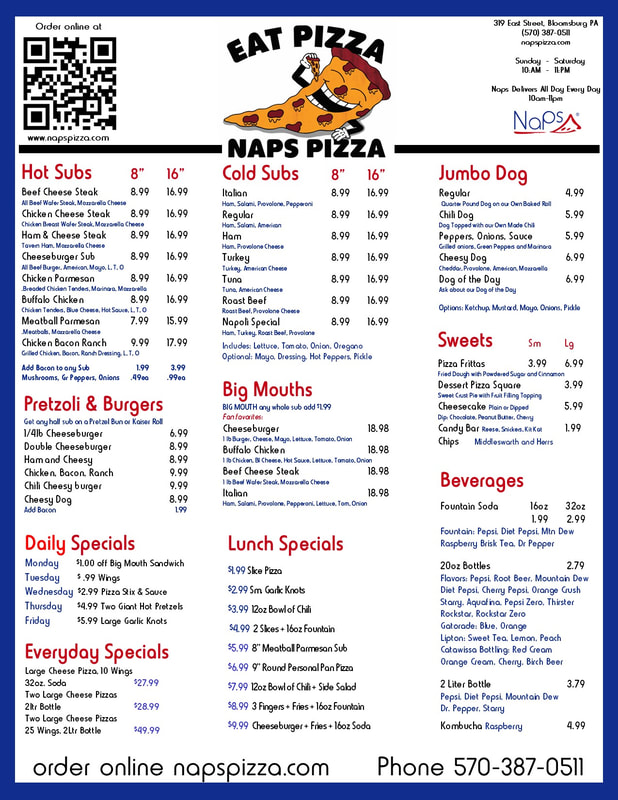 Order online at
www.napspizza.com
EAT PIZZA
NAPS PIZZA
319 East Street, Bloomsburg PA
(570) 387-0511
napspizza.com
Sunday - Saturday
10:AM - 11:PM
Naps Delivers All Day Every Day
10am-11pm
Naps
Hot Subs 8" 16"
Beef Cheese Steak 8.99 16.99
All Beef Wafer Steak, Mozzarella Cheese
Chicken Cheese Steak 8.99 16.99
Chicken Breast Wafer Steak, Mozzarella Cheese
Ham & Cheese Steak 8.99 16.99
Tavern Ham, Mozzarella Cheese
Cheeseburger Sub 8.99 16.99
All Beef Burger, American, Mayo, L, T, O
Chicken Parmesan 8.99 16.99
.Breaded Chicken Tenders, Marinara, Mozzarella
Buffalo Chicken 8.99 16.99
Chicken Tenders, Blue Cheese, Hot Sauce, L, T, O
Meatball Parmesan 7.99 15.99
.Meatballs, Mozzarella Cheese
Chicken Bacon Ranch 9.99 17.99
Grilled Chicken, Bacon, Ranch Dressing, L, T, O
Add Bacon to any Sub 1.99 3.99
Mushrooms, Gr Peppers, Onions .49ea .99ea
Pretzoli & Burgers
Get any half sub on a Pretzel Bun or Kaiser Roll
1/4lb Cheeseburger 6.99
Double Cheeseburger 8.99
Ham and Cheesy 8.99
Chicken, Bacon, Ranch 9.99
Chili Cheesy burger 9.99
Cheesy Dog 8.99
Add Bacon 1.99
Daily Specials
Monday $1.00 off Big Mouth Sandwich
Tuesday $ .99 Wings
Wednesday $2.99 Pizza Stix & Sauce
Thursday $4.99 Two Giant Hot Pretzels
Friday $5.99 Large Garlic Knots
Everyday Specials
Large Cheese Pizza, 10 Wings
32oz. Soda $27.99
Two Large Cheese Pizzas
2ltr Bottle $28.99
Two Large Cheese Pizzas
25 Wings, 2Ltr Bottle $49.99
Cold Subs 8" 16"
Italian 8.99 16.99
Ham, Salami, Provolone, Pepperoni
Regular 8.99 16.99
Ham, Salami, American
Ham 8.99 16.99
Ham, Provolone Cheese
Turkey 8.99 16.99
Turkey, American Cheese
Tuna 8.99 16.99
Tuna, American Cheese
Roast Beef 8.99 16.99
Roast Beef, Provolone Cheese
Napoli Special 8.99 16.99
Ham, Turkey, Roast Beef, Provolone
Includes: Lettuce, Tomato, Onion, Oregano
Optional: Mayo, Dressing, Hot Peppers, Pickle
Big Mouths
BIG MOUTH any whole sub add $1.99
Fan favorites:
Cheeseburger 18.98
1 lb Burger, Cheese, Mayo, Lettuce, Tomato, Onion
Buffalo Chicken 18.98
1 lb Chicken, Bl Cheese, Hot Sauce, Lettuce, Tomato, Onion
Beef Cheese Steak 18.98
1 lb Beef Wafer Steak, Mozzarella Cheese
Italian 18.98
Ham, Salami, Provolone, Pepperoni, Lettuce, Tom, Onion
Lunch Specials
$1.99 Slice Pizza
$2.99 Sm. Garlic Knots
$3.99 12oz Bowl of Chili
$4.99 2 Slices + 16oz Fountain
$5.99 8" Meatball Parmesan Sub
$6.99 9" Round Personal Pan Pizza
$7.99 12oz Bowl of Chili + Side Salad
$8.99 3 Fingers + Fries + 16oz Fountain
$9.99 Cheeseburger + Fries + 16oz Soda
Jumbo Dog
Regular 4.99
Quarter Pound Dog on our Own Baked Roll
Chili Dog 5.99
Dog Topped with our Own Made Chili
Peppers, Onions, Sauce 5.99
Grilled onions, Green Peppers and Marinara
Cheesy Dog 6.99
Cheddar, Provolone, American, Mozzarella
Dog of the Day 6.99
Ask about our Dog of the Day
Options: Ketchup, Mustard, Mayo, Onions, Pickle
Sweets Sm Lg
Pizza Frittas 3.99 6.99
Fried Dough with Powdered Sugar and Cinnamon
Dessert Pizza Square 3.99
Sweet Crust Pie with Fruit Filling Topping
Cheesecake Plain or Dipped 5.99
Dip: Chocolate, Peanut Butter, Cherry
Candy Bar Reese, Snickers, Kit Kat 1.99
Chips Middlesworth and Herrs
Beverages
Fountain Soda 16oz 32oz
1.99 2.99
Fountain: Pepsi, Diet Pepsi, Mtn Dew
Raspberry Brisk Tea, Dr Pepper
20oz Bottles 2.79
Flavors: Pepsi, Root Beer, Mountain Dew
Diet Pepsi, Cherry Pepsi, Orange Crush
Starry, Aquafina, Pepsi Zero, Thirster
Rockstar, Rockstar Zero
Gatorade: Blue, Orange
Lipton: Sweet Tea, Lemon, Peach
Catawissa Bottling: Red Cream
Orange Cream, Cherry, Birch Beer
2 Liter Bottle 3.79
Pepsi, Diet Pepsi, Mountain Dew
Dr. Pepper, Starry
Kombucha Raspberry 4.99
order online napspizza.com Phone 570-387-0511